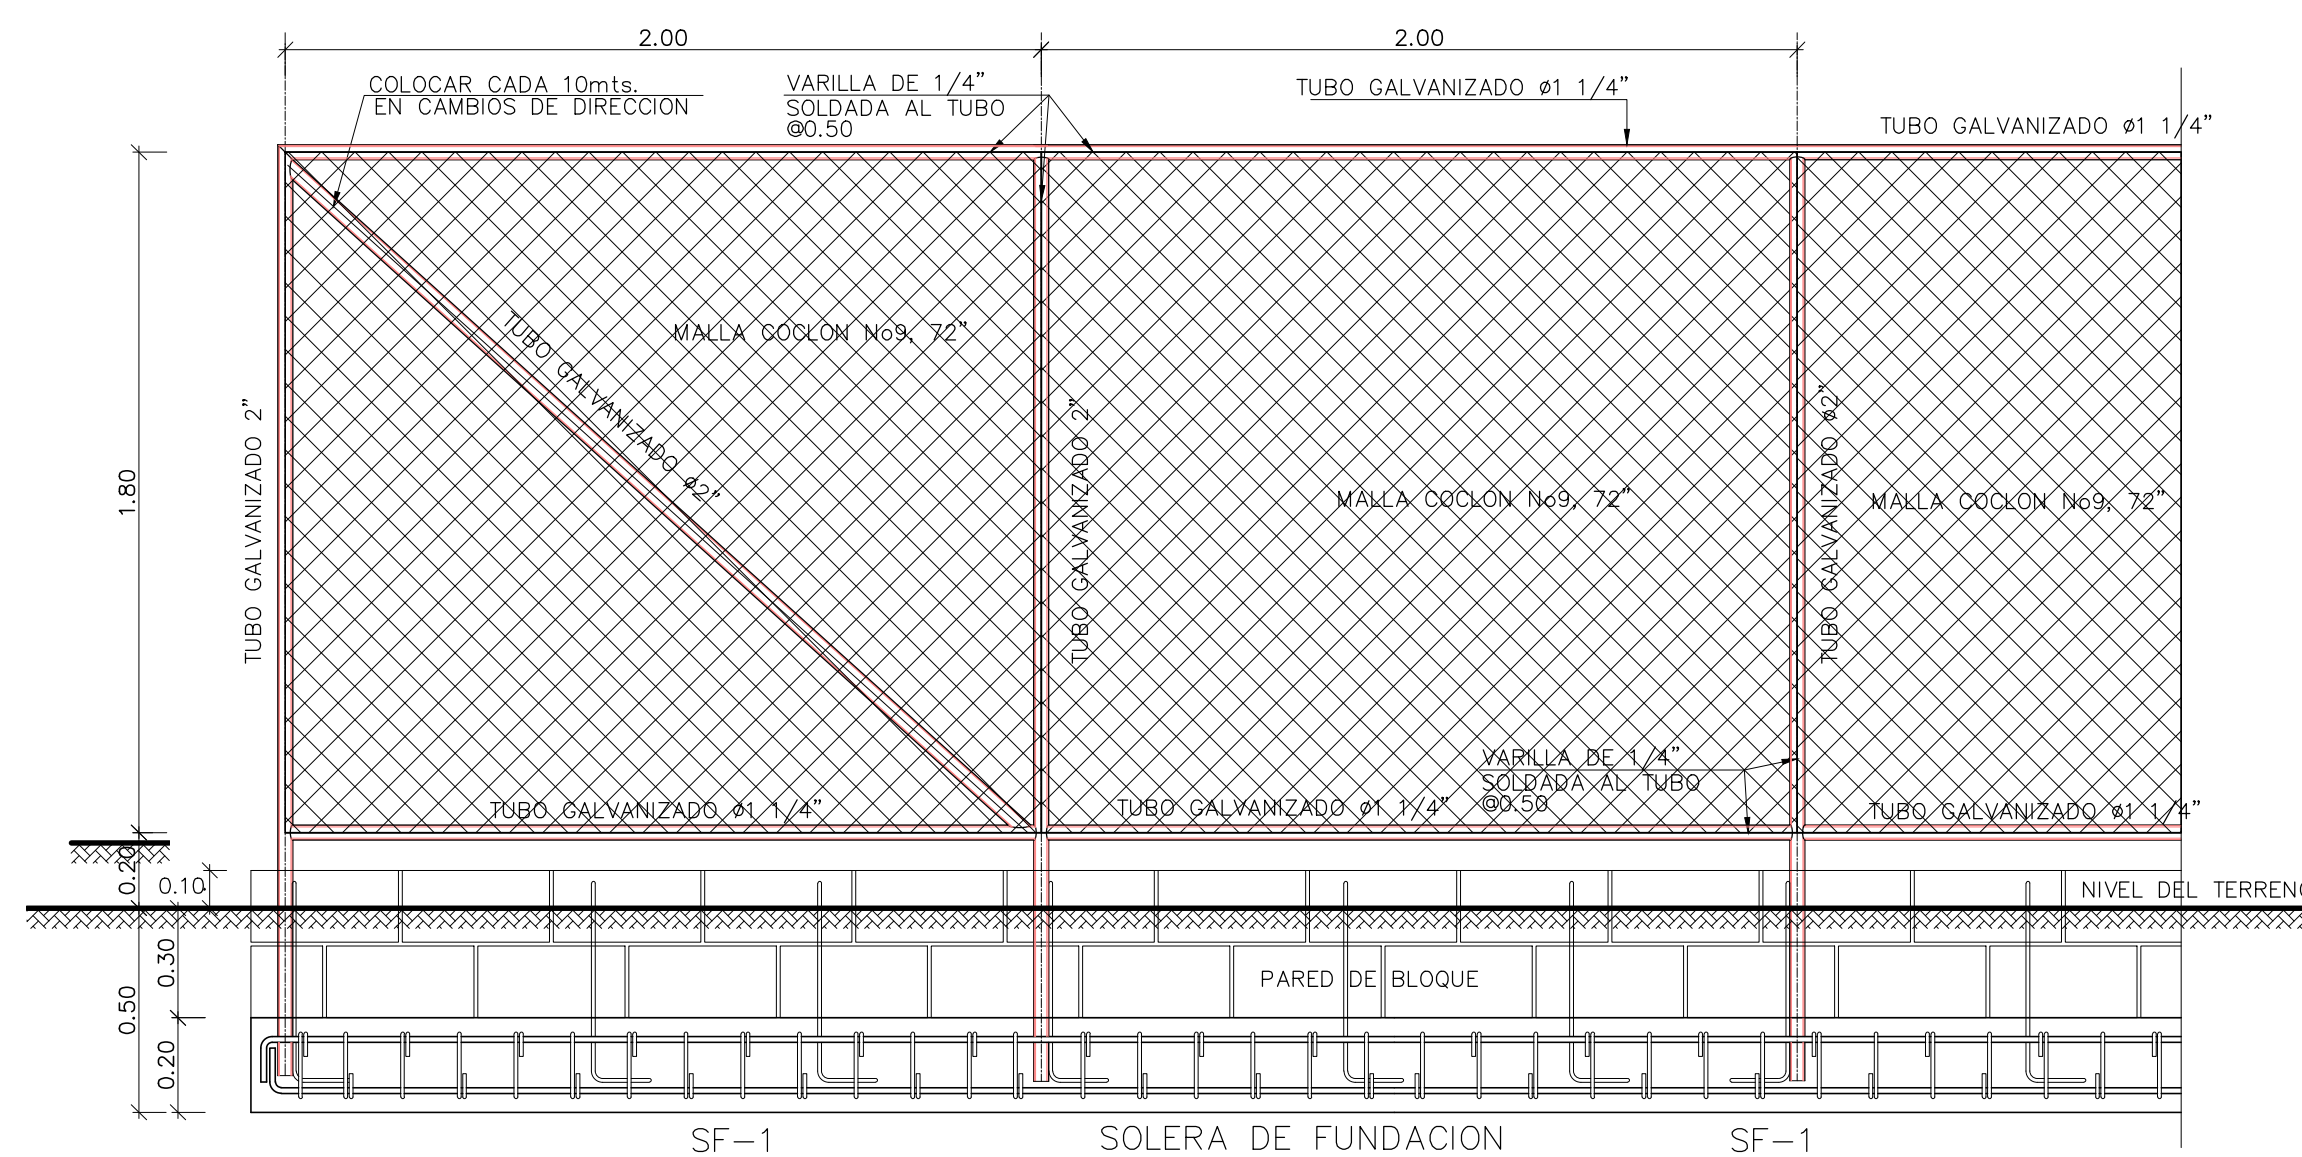 2.00
2.00
COLOCAR CADA 10mts.
EN CAMBIOS DE DIRECCION
VARILLA DE 1/4"
SOLDADA AL TUBO
@0.50
TUBO GALVANIZADO ø1 1/4"
TUBO GALVANIZADO ø1 1/4"
1.80
TUBO GALVANIZADO 2"
TUBO GALVANIZADO ø2"
MALLA COCLON No9, 72"
TUBO GALVANIZADO 2"
MALLA COCLON No9, 72"
TUBO GALVANIZADO ø2"
MALLA COCLON No9, 72"
VARILLA DE 1/4"
SOLDADA AL TUBO
@0.50
TUBO GALVANIZADO ø1 1/4"
TUBO GALVANIZADO ø1 1/4"
TUBO GALVANIZADO ø1 1/4"
0.20
0.10
NIVEL DEL TERRENO
0.30
0.50
PARED DE BLOQUE
0.20
SF-1
SOLERA DE FUNDACION
SF-1